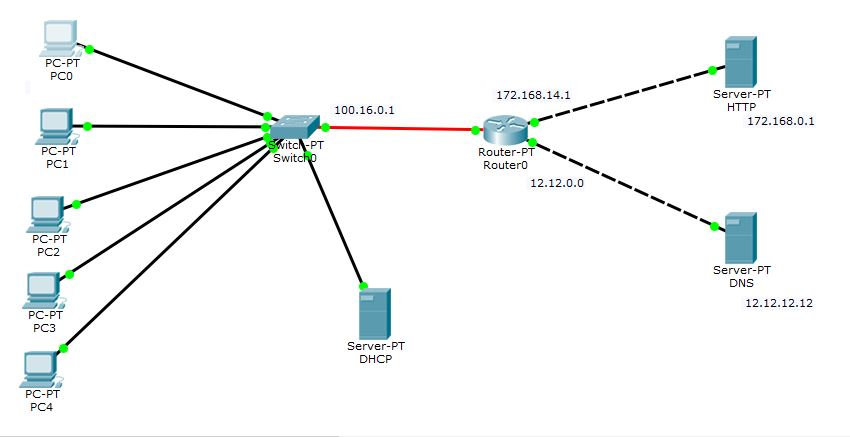 PC-PT
PC0
PC-PT
PC1
PC-PT
PC2
PC-PT
PC3
PC-PT
PC4
Switch-PT
Switch0
100.16.0.1
Server-PT
DHCP
172.168.14.1
Router-PT
Router0
12.12.0.0
Server-PT
HTTP
172.168.0.1
Server-PT
DNS
12.12.12.12